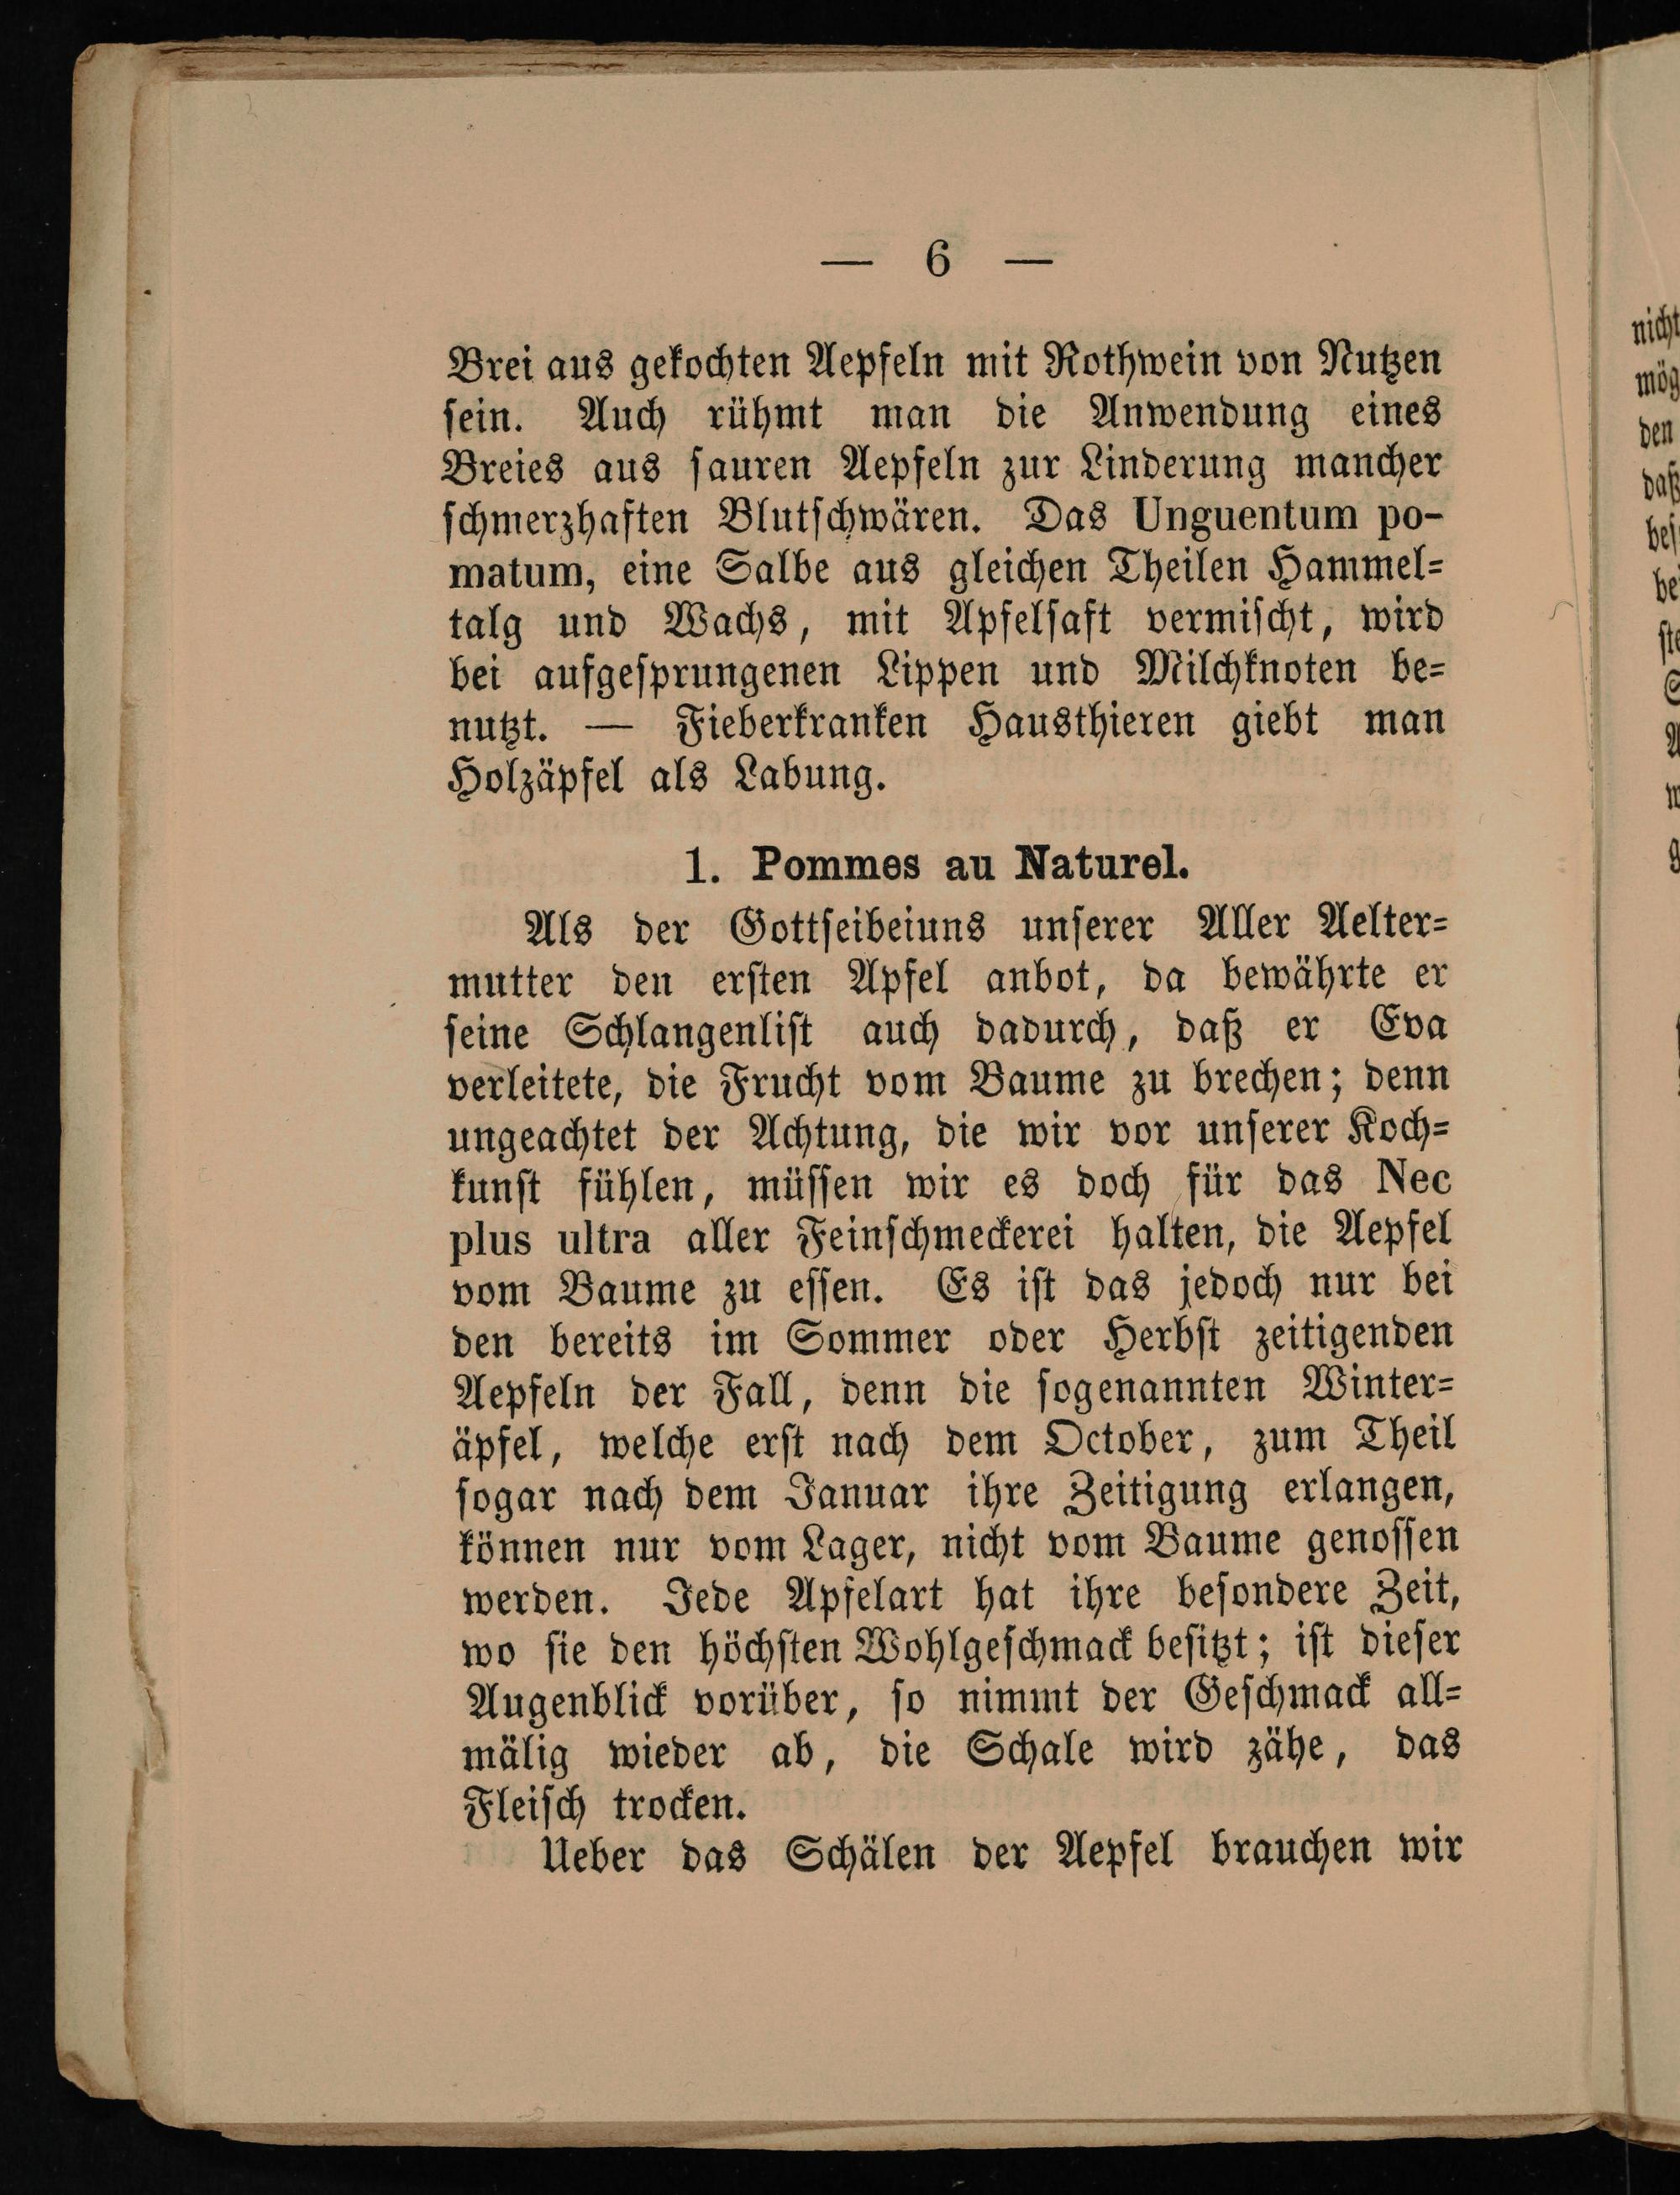 — 6 —
Brei aus gekochten Aepfeln mit Rothwein von Nutzen
sein. Auch rühmt man die Anwendung eines
Breies aus sauren Aepfeln zur Linderung mancher
schmerzhaften Blutschwären. Das Unguentum po-
matum, eine Salbe aus gleichen Theilen Hammel-
talg und Wachs, mit Apfelsaft vermischt, wird
bei aufgesprungenen Lippen und Milchknoten be-
nutzt. — Fieberkranken Hausthieren giebt man
Holzäpfel als Labung.
1. Pommes au Naturel.
Als der Gottseibeiuns unserer Aller Aelter-
mutter den ersten Apfel anbot, da bewährte er
seine Schlangenlist auch dadurch, daß er Eva
verleitete, die Frucht vom Baume zu brechen; denn
ungeachtet der Achtung, die wir vor unserer Koch-
kunst fühlen, müssen wir es doch für das Nec
plus ultra aller Feinschmeckerei halten, die Aepfel
vom Baume zu essen. Es ist das jedoch nur bei
den bereits im Sommer oder Herbst zeitigenden
Aepfeln der Fall, denn die sogenannten Winter-
äpfel, welche erst nach dem October, zum Theil
sogar nach dem Januar ihre Zeitigung erlangen,
können nur vom Lager, nicht vom Baume genossen
werden. Jede Apfelart hat ihre besondere Zeit,
wo sie den höchsten Wohlgeschmack besitzt; ist dieser
Augenblick vorüber, so nimmt der Geschmack all-
mälig wieder ab, die Schale wird zähe, das
Fleisch trocken.
Ueber das Schälen der Aepfel brauchen wir
nicht
mög
den
daß
bes
be
ste